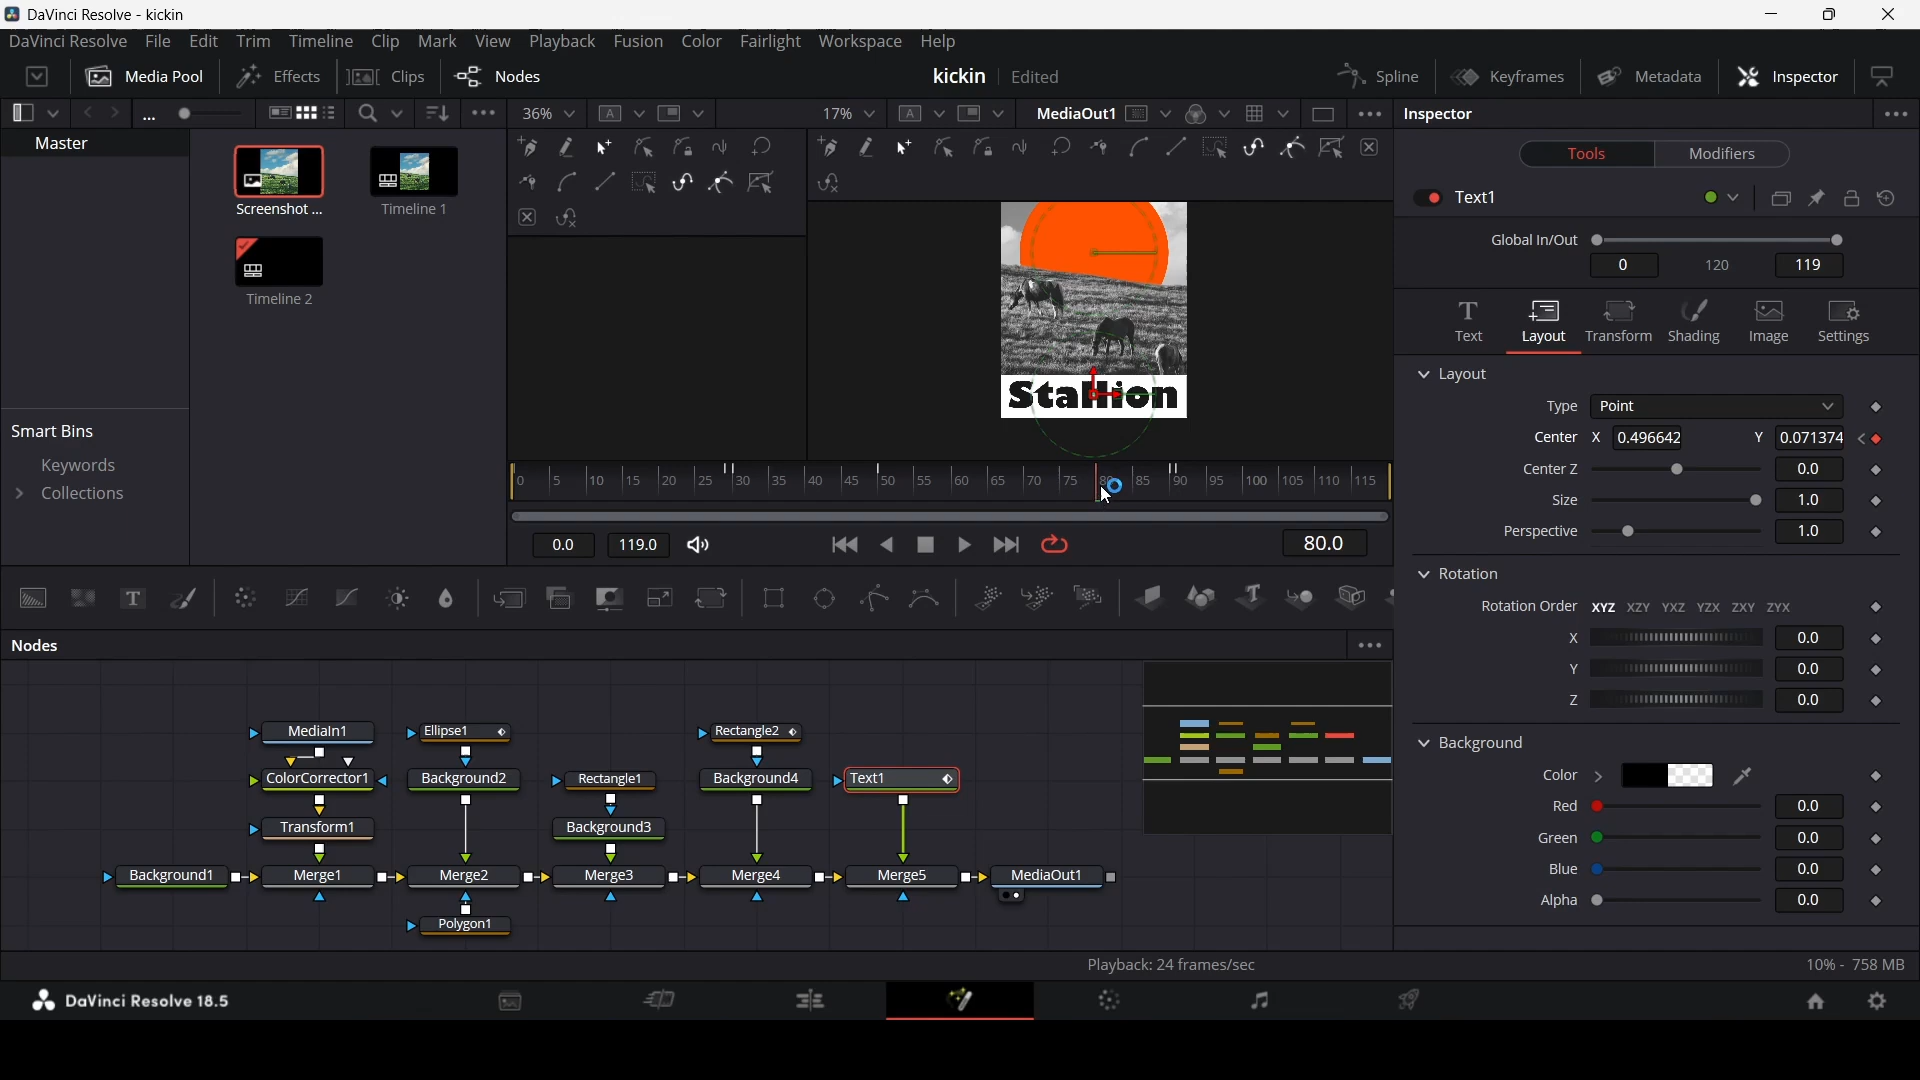 DaVinci Resolve - kickin
DaVinci Resolve File Edit Trim Timeline Clip Mark View Playback Fusion Color Fairlight Workspace Help
Media Pool Effects Clips Nodes kickin Edited Spline Keyframes Metadata Inspector
... 36% A 17% A MediaOut1 Inspector
Master
Tools Modifiers
Screenshot ... Timeline 1
Text1
Global In/Out
0 120 119
Timeline 2
Text Layout Transform Shading Image Settings
Layout
Stallion
Type Point
Smart Bins
Center X 0.496642 Y 0.071374
Keywords
Center Z 0.0
0 5 10 15 20 25 30 35 40 45 50 55 60 65 70 75 80 85 90 95 100 105 110 115
Collections
Size 1.0
Perspective 1.0
0.0 119.0 80.0
Rotation
T
Rotation Order XYZ XZY YXZ YZX ZXY ZYX
Nodes
X 0.0
Y 0.0
Z 0.0
MediaIn1 Ellipse1 Rectangle2
Background
ColorCorrector1 Background2 Rectangle1 Background4 Text1
Color
Red 0.0
Transform1 Background3
Green 0.0
Background1 Merge1 Merge2 Merge3 Merge4 Merge5 MediaOut1
Blue 0.0
Alpha 0.0
Polygon1
Playback: 24 frames/sec 10% - 758 MB
DaVinci Resolve 18.5